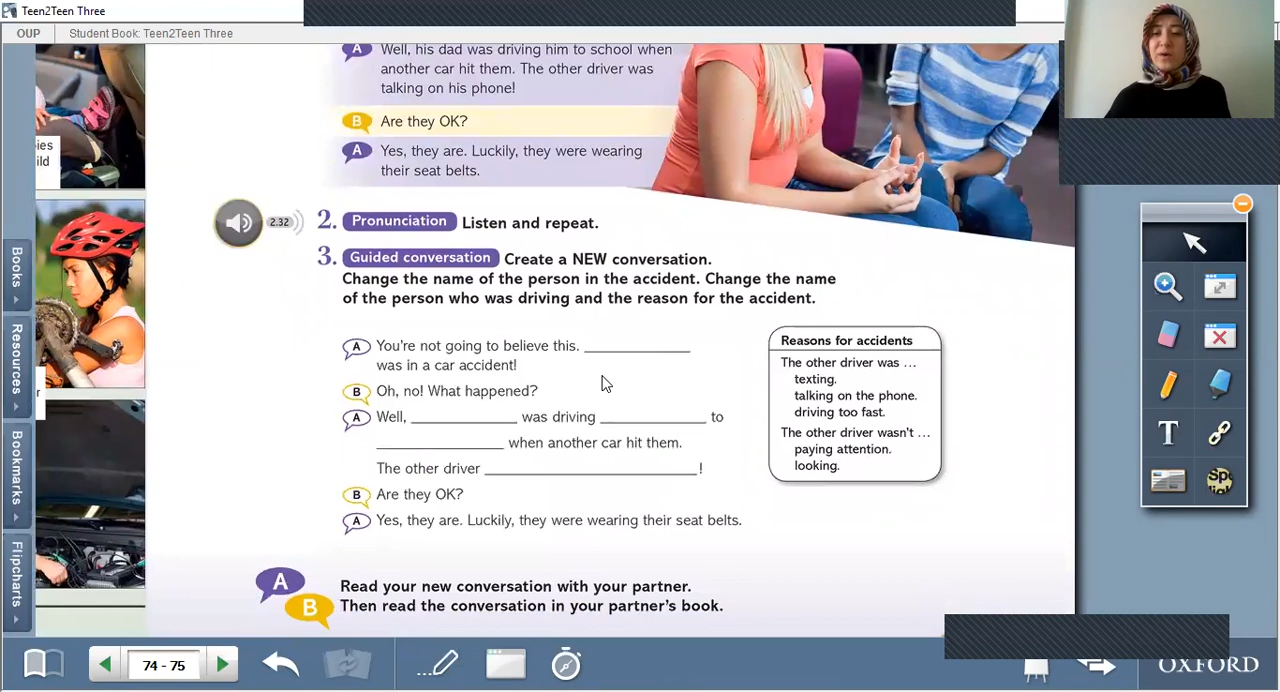 Teen2Teen Three
OUP
Student Book: Teen2Teen Three
A Well, his dad was driving him to school when
another car hit them. The other driver was
talking on his phone!
B Are they OK?
A Yes, they are. Luckily, they were wearing
their seat belts.
ies
ild
2.32
2. Pronunciation Listen and repeat.
3. Guided conversation Create a NEW conversation.
Change the name of the person in the accident. Change the name
of the person who was driving and the reason for the accident.
A You're not going to believe this. ____________
was in a car accident!
B Oh, no! What happened?
A Well, ____________ was driving ____________ to
______________ when another car hit them.
The other driver ________________________!
B Are they OK?
A Yes, they are. Luckily, they were wearing their seat belts.
Reasons for accidents
The other driver was ...
texting.
talking on the phone.
driving too fast.
The other driver wasn't ...
paying attention.
looking.
A
B
Read your new conversation with your partner.
Then read the conversation in your partner's book.
Books
Resources
Bookmarks
Flipcharts
T
74 - 75
OXFORD